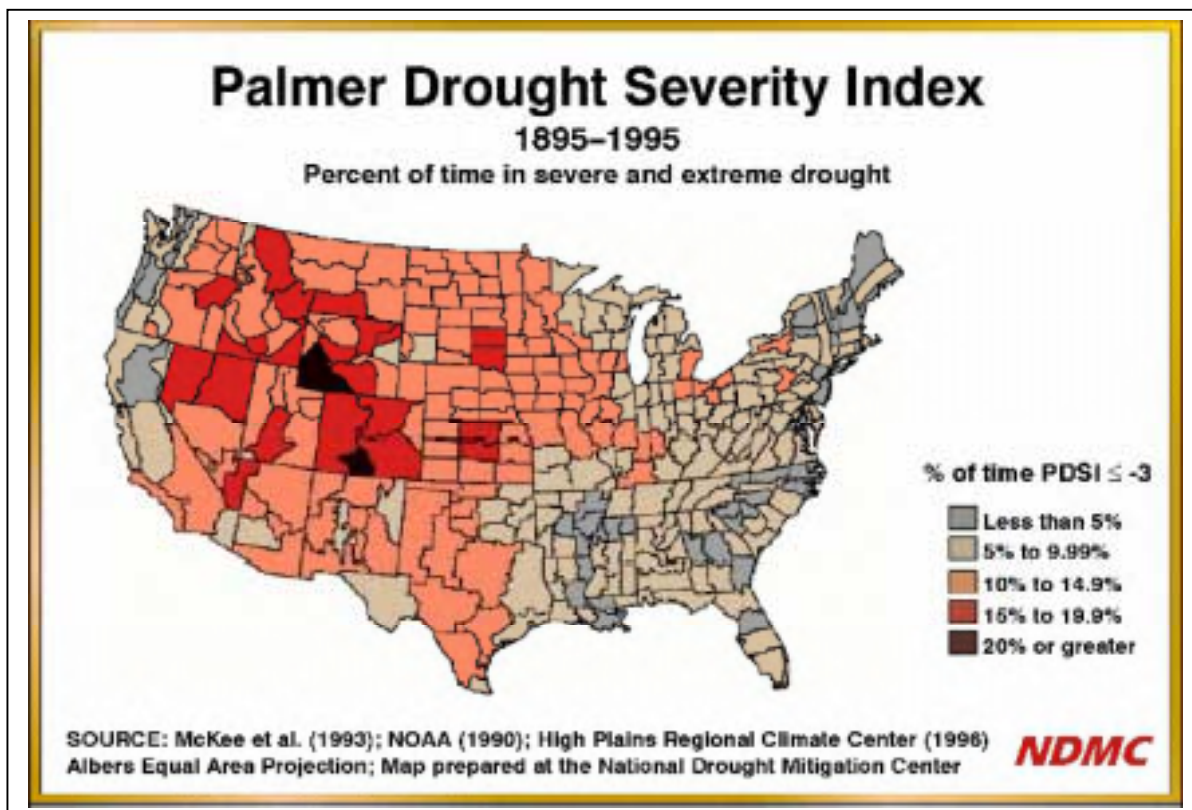 Palmer Drought Severity Index
1895–1995
Percent of time in severe and extreme drought
% of time PDSI ≤ -3
Less than 5%
5% to 9.99%
10% to 14.9%
15% to 19.9%
20% or greater
SOURCE: McKee et al. (1993); NOAA (1990); High Plains Regional Climate Center (1996)
Albers Equal Area Projection; Map prepared at the National Drought Mitigation Center
NDMC